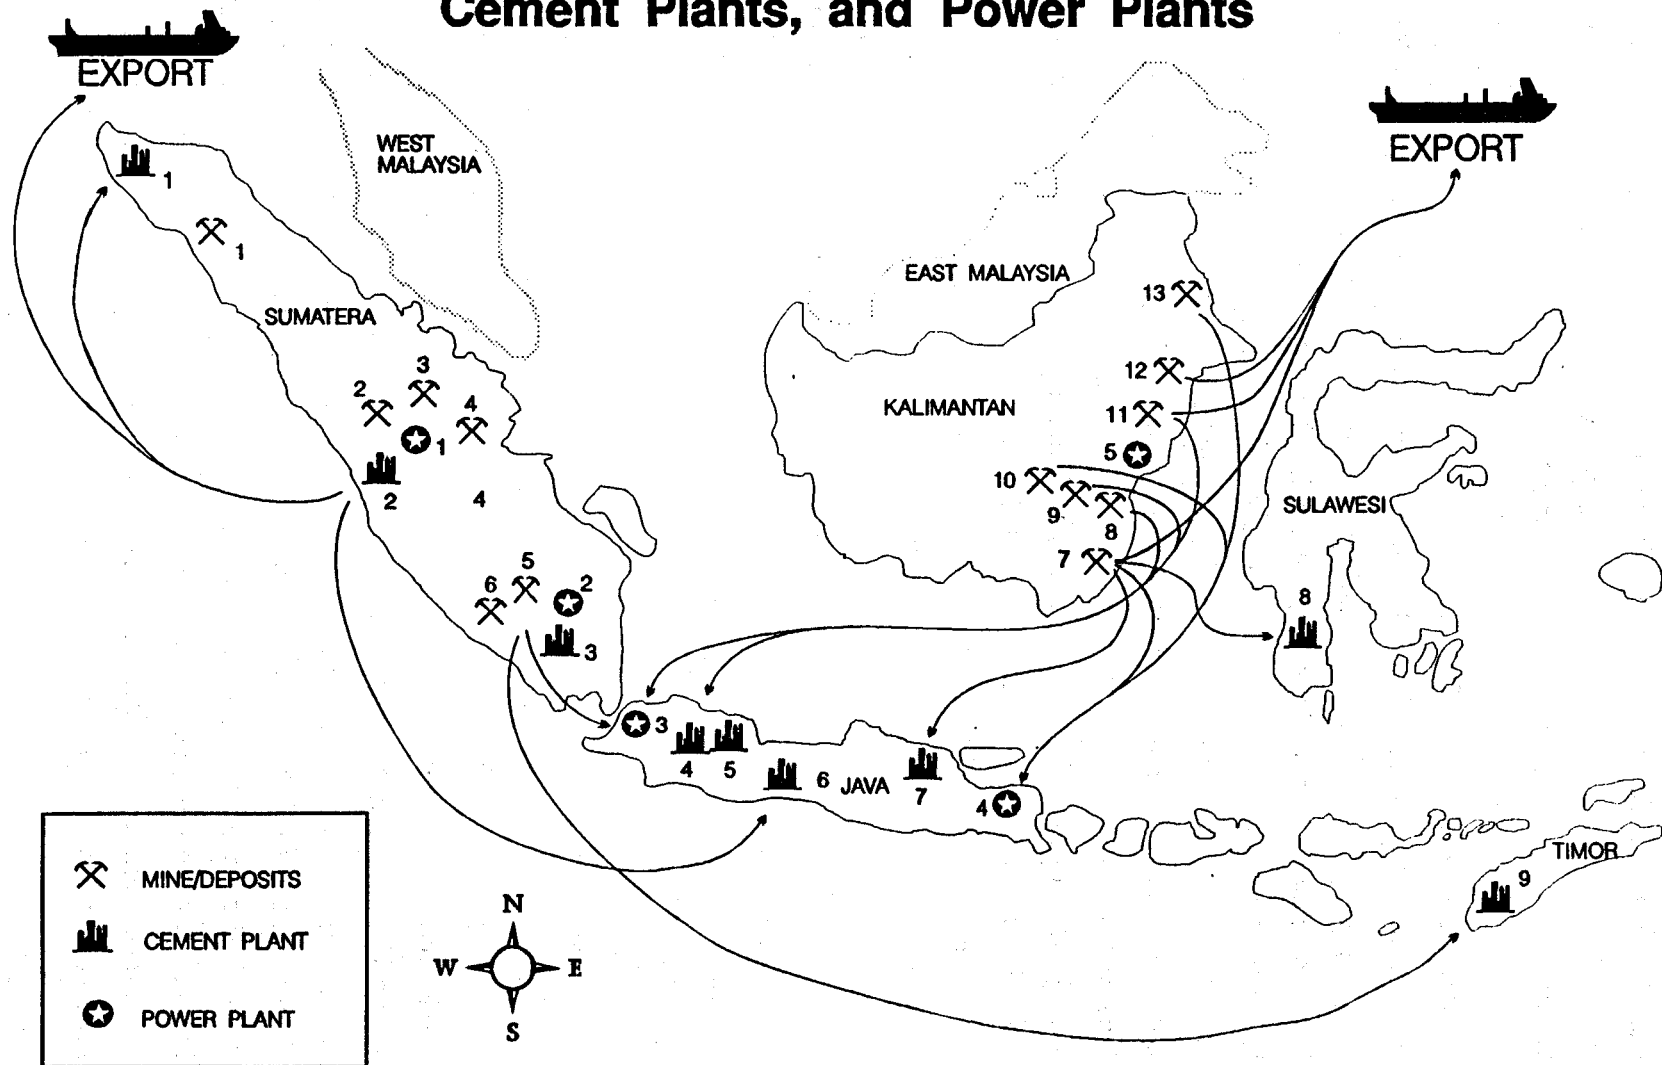 Cement Plants, and Power Plants
EXPORT
EXPORT
WEST
MALAYSIA
1
1
EAST MALAYSIA
SUMATERA
13
3
2
4
12
KALIMANTAN
11
1
5
2
4
10
9
8
SULAWESI
7
5
6
2
3
8
3
4
5
6
JAVA
7
4
TIMOR
9
MINE/DEPOSITS
CEMENT PLANT
POWER PLANT
N
W
E
S